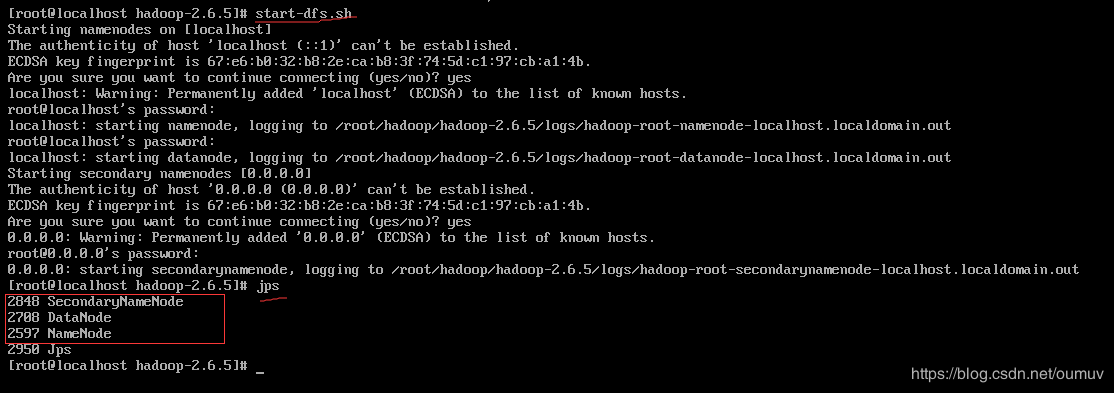 [root@localhost hadoop-2.6.5]# start-dfs.sh
Starting namenodes on [localhost]
The authenticity of host 'localhost (::1)' can't be established.
ECDSA key fingerprint is 67:e6:b0:32:b8:2e:ca:b8:3f:74:5d:c1:97:cb:a1:4b.
Are you sure you want to continue connecting (yes/no)? yes
localhost: Warning: Permanently added 'localhost' (ECDSA) to the list of known hosts.
root@localhost's password:
localhost: starting namenode, logging to /root/hadoop/hadoop-2.6.5/logs/hadoop-root-namenode-localhost.localdomain.out
root@localhost's password:
localhost: starting datanode, logging to /root/hadoop/hadoop-2.6.5/logs/hadoop-root-datanode-localhost.localdomain.out
Starting secondary namenodes [0.0.0.0]
The authenticity of host '0.0.0.0 (0.0.0.0)' can't be established.
ECDSA key fingerprint is 67:e6:b0:32:b8:2e:ca:b8:3f:74:5d:c1:97:cb:a1:4b.
Are you sure you want to continue connecting (yes/no)? yes
0.0.0.0: Warning: Permanently added '0.0.0.0' (ECDSA) to the list of known hosts.
root@0.0.0.0's password:
0.0.0.0: starting secondarynamenode, logging to /root/hadoop/hadoop-2.6.5/logs/hadoop-root-secondarynamenode-localhost.localdomain.out
[root@localhost hadoop-2.6.5]# jps
2848 SecondaryNameNode
2708 DataNode
2597 NameNode
2950 Jps
[root@localhost hadoop-2.6.5]# _
https://blog.csdn.net/oumuv